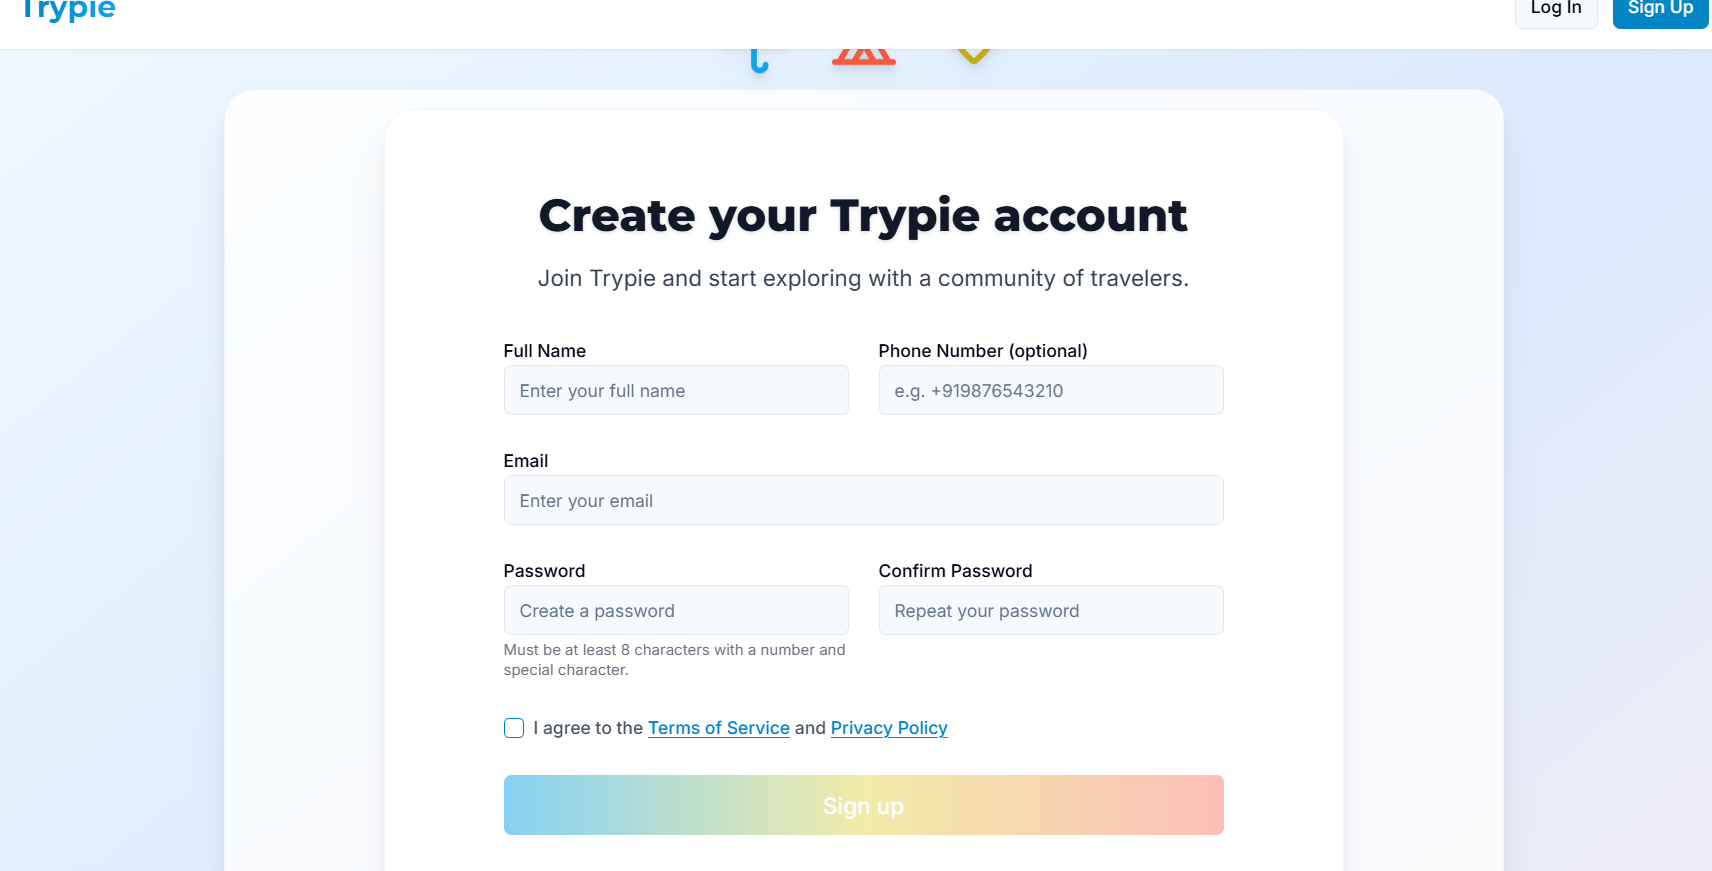 Trypie
Log In
Sign Up
Create your Trypie account
Join Trypie and start exploring with a community of travelers.
Full Name
Phone Number (optional)
Enter your full name
e.g. +919876543210
Email
Enter your email
Password
Confirm Password
Create a password
Repeat your password
Must be at least 8 characters with a number and
special character.
I agree to the Terms of Service and Privacy Policy
Sign up